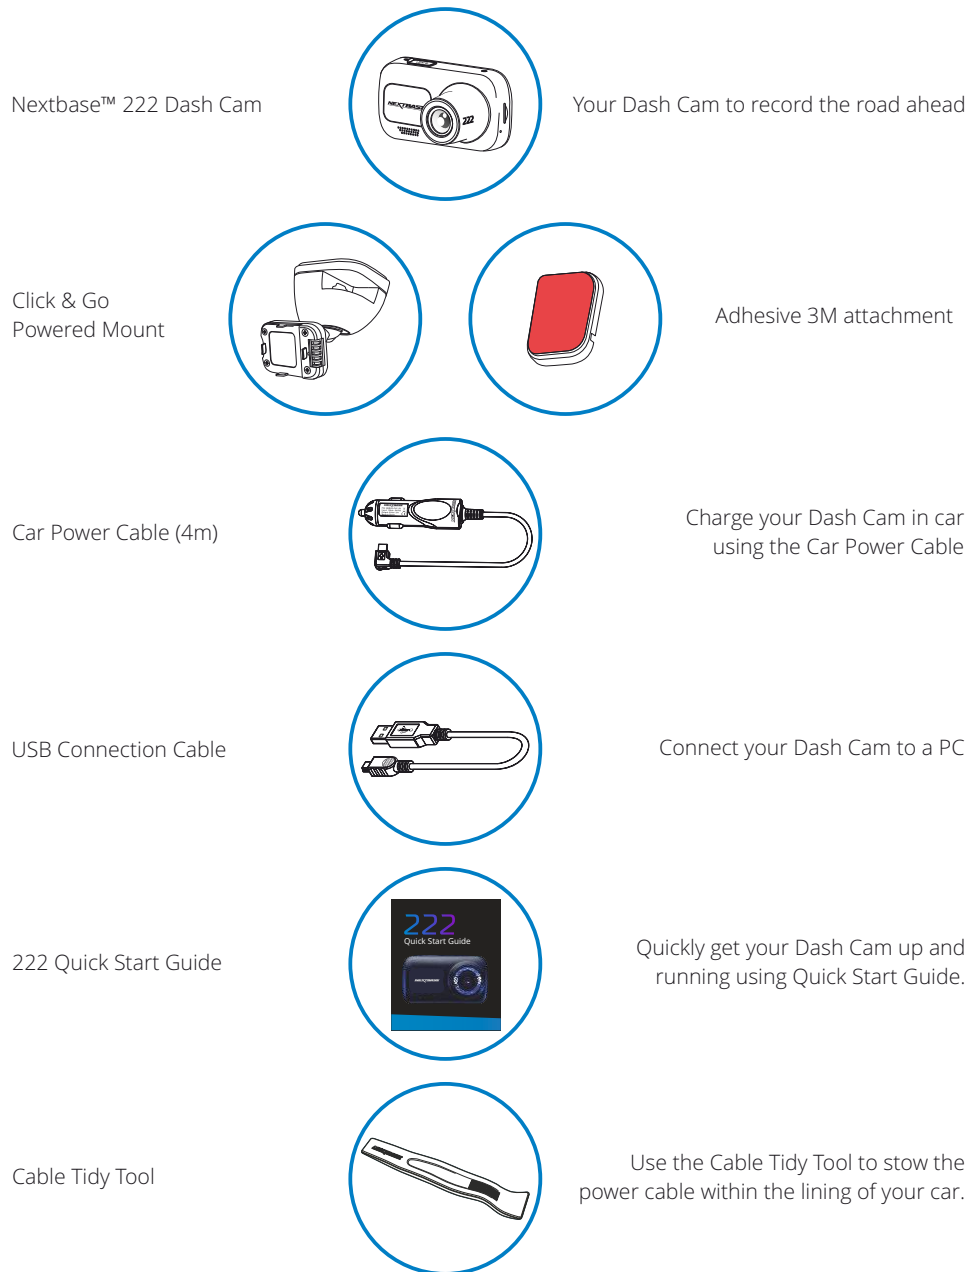 Nextbase™ 222 Dash Cam
NEXTBASE
222
Your Dash Cam to record the road ahead
Click & Go
Powered Mount
Adhesive 3M attachment
Car Power Cable (4m)
Charge your Dash Cam in car
using the Car Power Cable
USB Connection Cable
Connect your Dash Cam to a PC
222 Quick Start Guide
222
Quick Start Guide
NEXTBASE
Quickly get your Dash Cam up and
running using Quick Start Guide.
Cable Tidy Tool
Use the Cable Tidy Tool to stow the
power cable within the lining of your car.